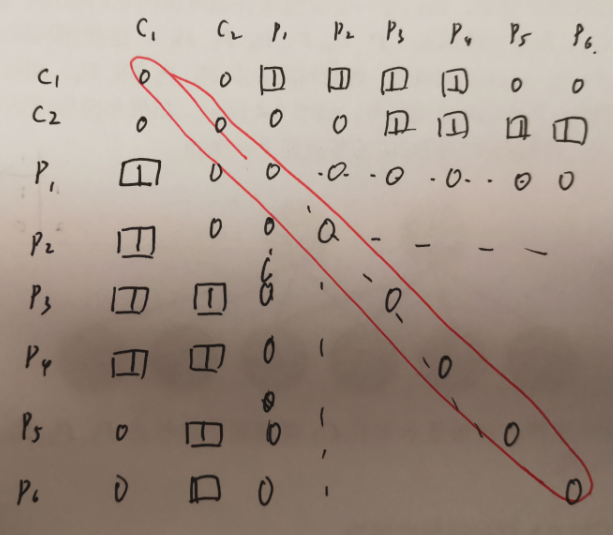 C₁ C₂ P₁ P₂ P₃ P₄ P₅ P₆.
C₁ 0 0 1 1 1 1 0 0
C₂ 0 0 0 0 1 1 1 1
P₁ 1 0 0 0 0 0 0 0
P₂ 1 0 0 0
P₃ 1 1 0 0
P₄ 1 1 0 0
P₅ 0 1 0 0
P₆ 0 0 0